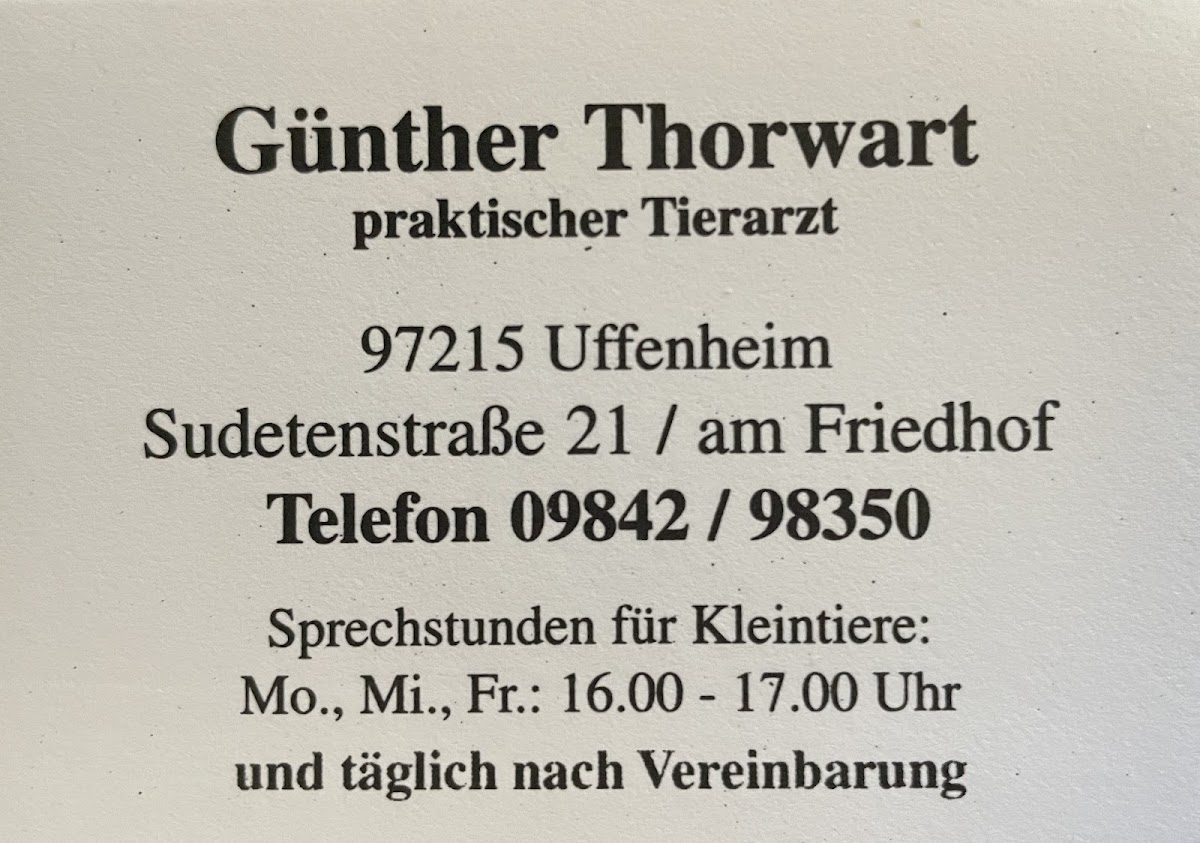 Günther Thorwart
praktischer Tierarzt
97215 Uffenheim
Sudetenstraße 21 / am Friedhof
Telefon 09842 / 98350
Sprechstunden für Kleintiere:
Mo., Mi., Fr.: 16.00 - 17.00 Uhr
und täglich nach Vereinbarung